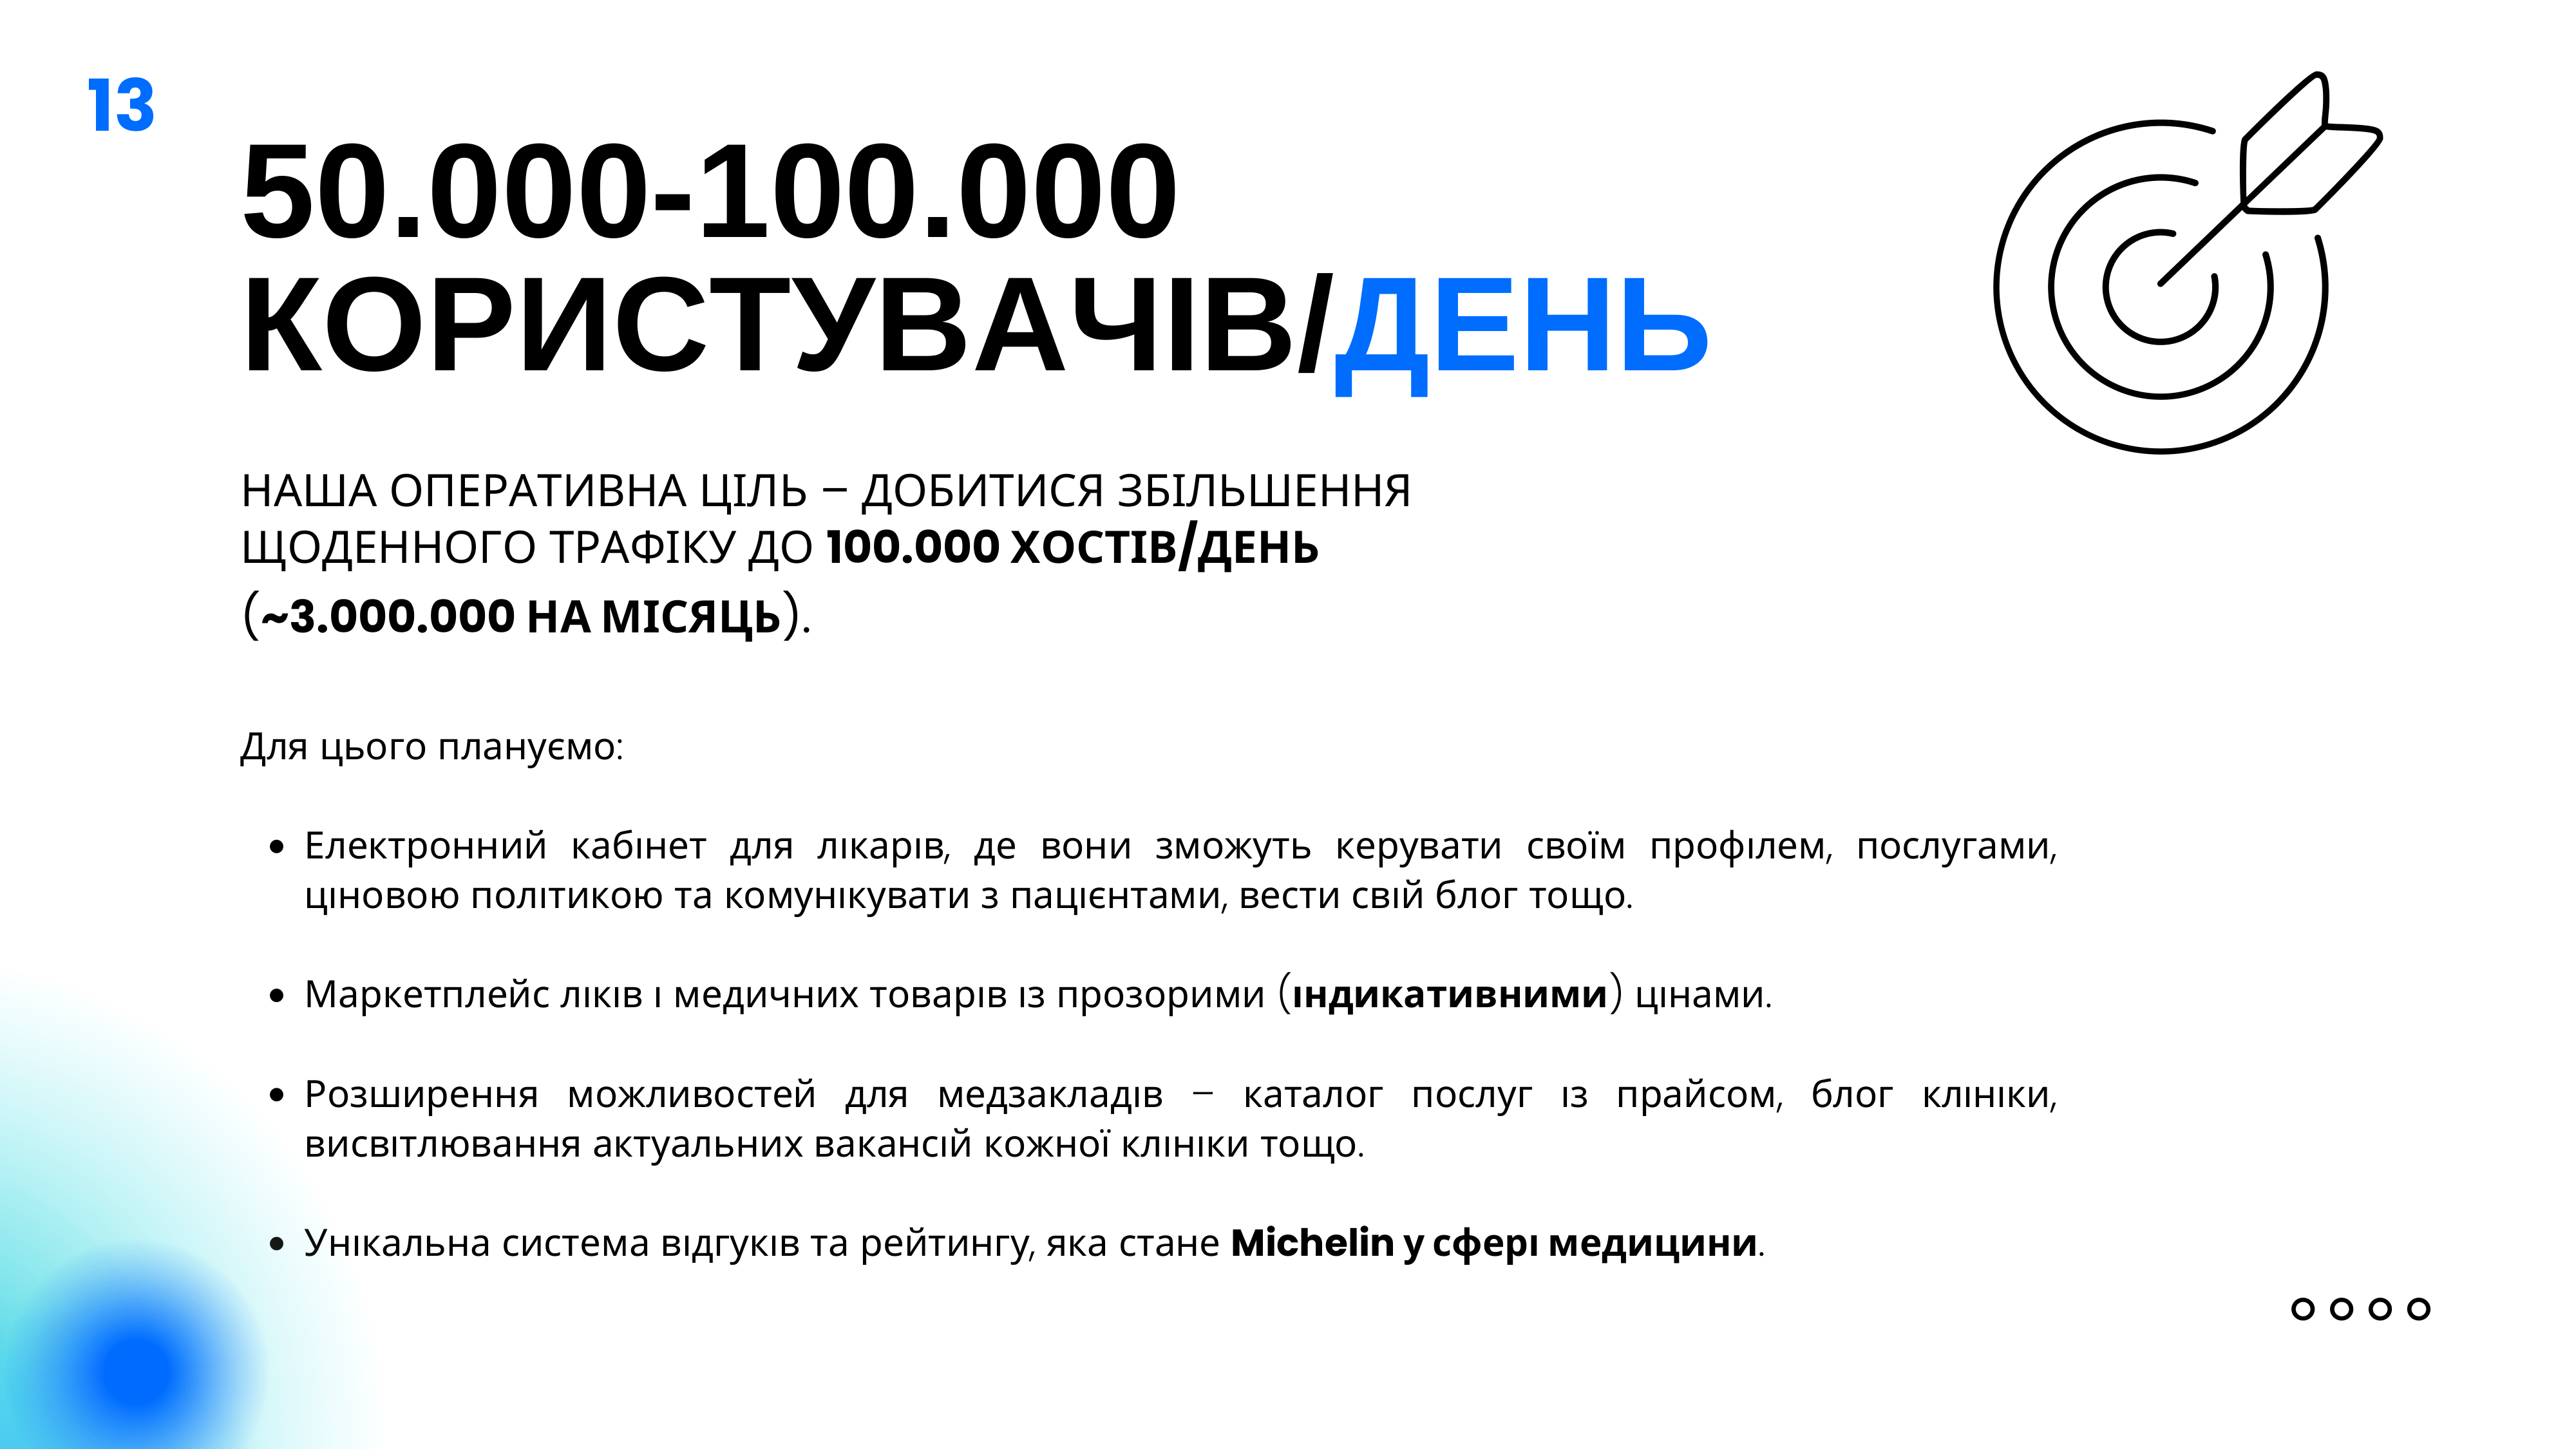 13
50.000-100.000
КОРИСТУВАЧІВ/ДЕНЬ
НАША ОПЕРАТИВНА ЦІЛЬ – ДОБИТИСЯ ЗБІЛЬШЕННЯ
ЩОДЕННОГО ТРАФІКУ ДО 100.000 ХОСТІВ/ДЕНЬ
(~3.000.000 НА МІСЯЦЬ).
Для цього плануємо:
• Електронний кабінет для лікарів, де вони зможуть керувати своїм профілем, послугами,
ціновою політикою та комунікувати з пацієнтами, вести свій блог тощо.
• Маркетплейс ліків і медичних товарів із прозорими (індикативними) цінами.
• Розширення можливостей для медзакладів – каталог послуг із прайсом, блог клініки,
висвітлювання актуальних вакансій кожної клініки тощо.
• Унікальна система відгуків та рейтингу, яка стане Michelin у сфері медицини.